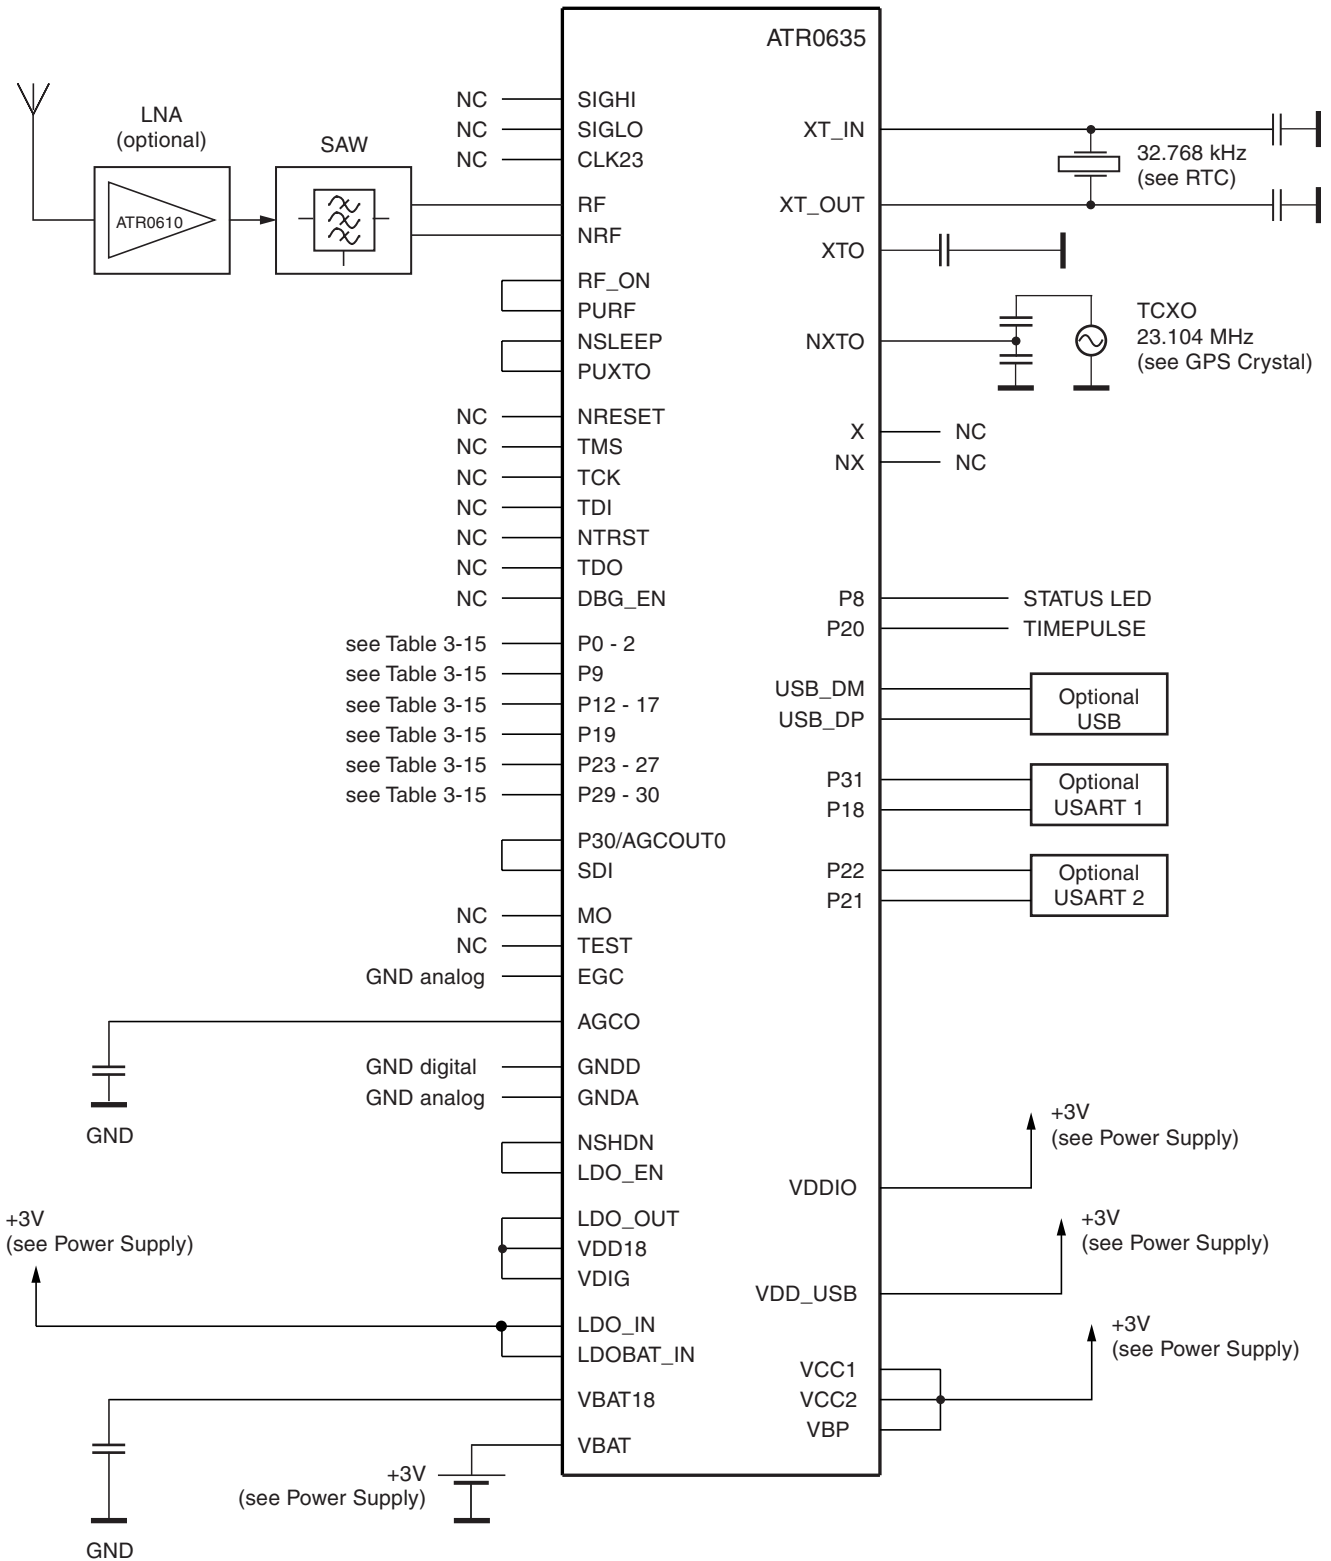 ATR0635
LNA
(optional)
ATR0610
SAW
NC SIGHI
NC SIGLO
NC CLK23
RF
NRF
RF_ON
PURF
NSLEEP
PUXTO
NC NRESET
NC TMS
NC TCK
NC TDI
NC NTRST
NC TDO
NC DBG_EN
see Table 3-15 P0 - 2
see Table 3-15 P9
see Table 3-15 P12 - 17
see Table 3-15 P19
see Table 3-15 P23 - 27
see Table 3-15 P29 - 30
P30/AGCOUT0
SDI
NC MO
NC TEST
GND analog EGC
AGCO
GND
GND digital GNDD
GND analog GNDA
NSHDN
LDO_EN
LDO_OUT
VDD18
VDIG
+3V
(see Power Supply)
LDO_IN
LDOBAT_IN
VBAT18
GND
VBAT
+3V
(see Power Supply)
XT_IN
XT_OUT
32.768 kHz
(see RTC)
XTO
NXTO
TCXO
23.104 MHz
(see GPS Crystal)
X NC
NX NC
P8 STATUS LED
P20 TIMEPULSE
USB_DM
USB_DP
Optional
USB
P31
P18
Optional
USART 1
P22
P21
Optional
USART 2
VDDIO
+3V
(see Power Supply)
VDD_USB
+3V
(see Power Supply)
VCC1
VCC2
VBP
+3V
(see Power Supply)